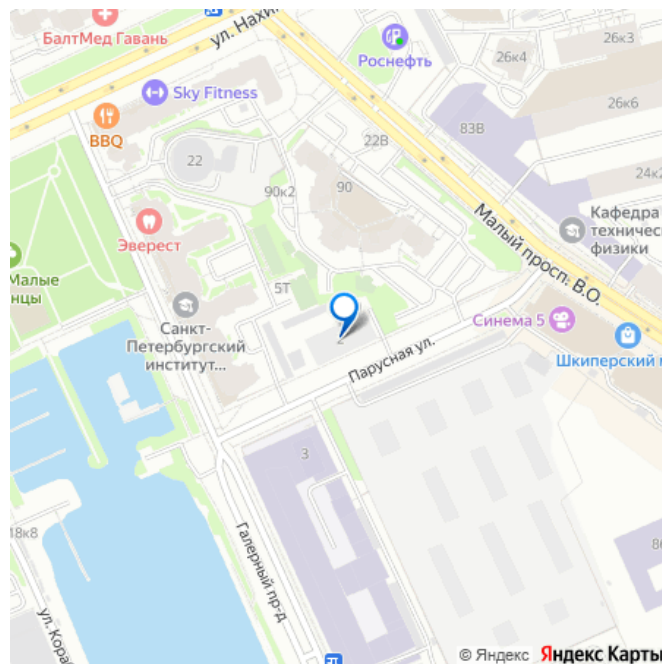 БалтМед Гавань
ул. Нахи
Роснефть
26к3
26к4
Sky Fitness
26к6
BBQ
83В
22В
22
24к2
90к2
90
Эверест
Малый просп. В.О.
Кафедра
техническ
физики
Малые
нцы
5Т
Санкт-
Петербургский
институт...
2
Синема 5
Парусная ул.
Шкиперский м
3
18к8
Галерный пр-д
86
ул. Кораб
© Яндекс Яндекс Карты